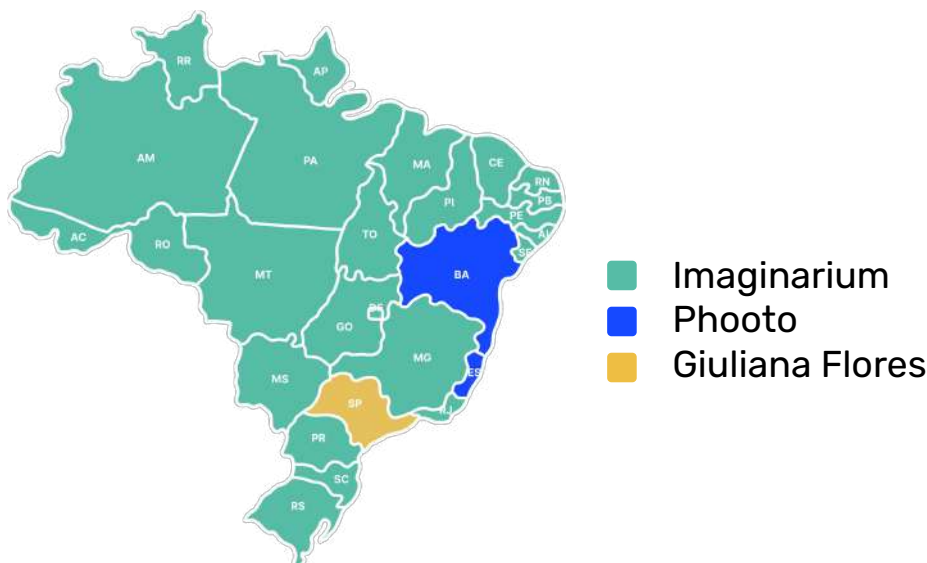 RR
AP
AM
PA
MA
CE
RN
PB
PI
PE
AL
AC
RO
TO
SE
MT
BA
GO
MG
ES
MS
SP
RJ
PR
SC
RS
Imaginarium
Phooto
Giuliana Flores